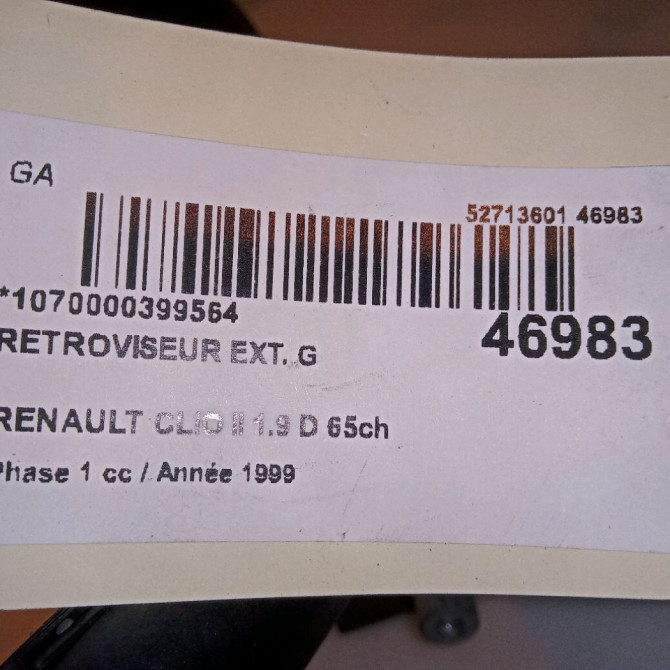 GA
52713601 46983
*1070000399564
46983
RETROVISEUR EXT. G
RENAULT CLIO II 1.9 D 65ch
Phase 1 cc / Année 1999